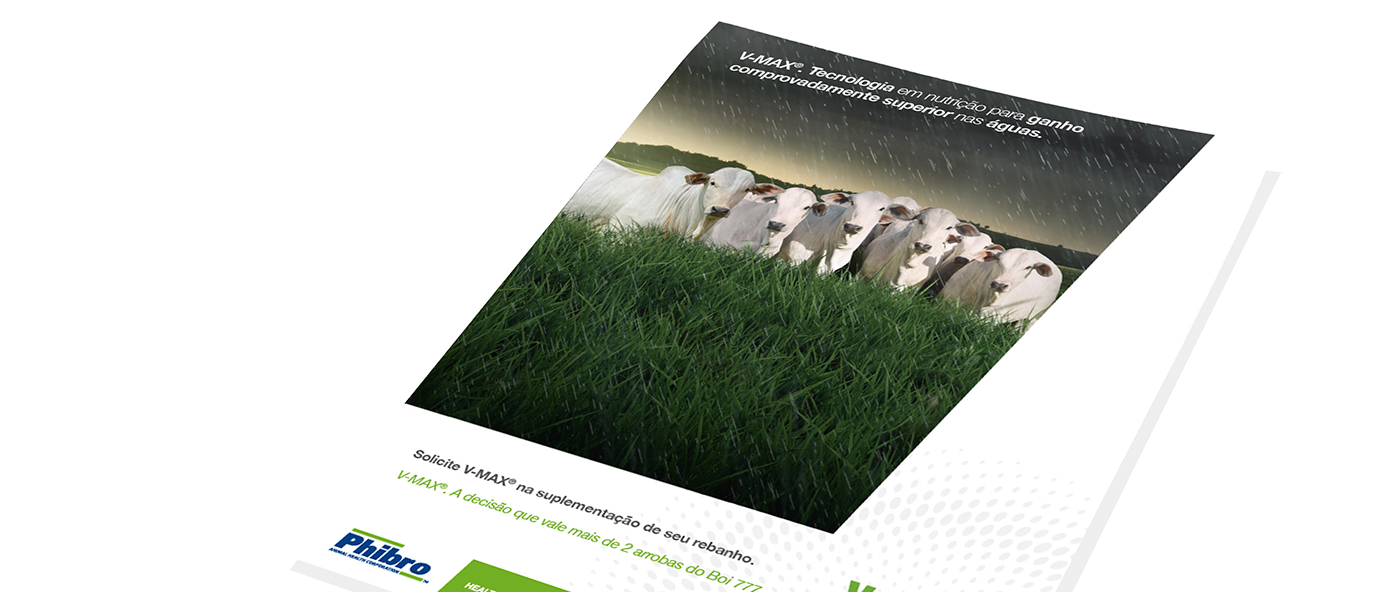 V-MAX®. Tecnologia em nutrição para ganho
comprovadamente superior nas águas.
Solicite V-MAX® na suplementação de seu rebanho.
V-MAX®. A decisão que vale mais de 2 arrobas do Boi 777
Phibro™
ANIMAL HEALTH CORPORATION